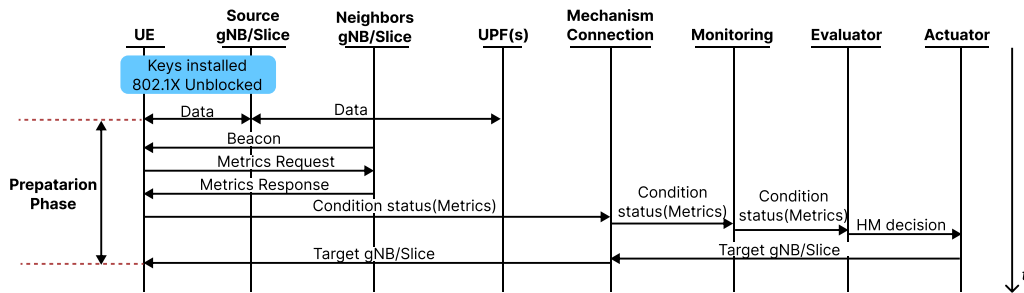 UE
Source
gNB/Slice
Neighbors
gNB/Slice
UPF(s)
Mechanism
Connection
Monitoring
Evaluator
Actuator
Keys installed
802.1X Unblocked
Data
Data
Beacon
Metrics Request
Metrics Response
Prepatarion
Phase
Condition status(Metrics)
Condition
status(Metrics)
Condition
status(Metrics)
HM decision
Target gNB/Slice
Target gNB/Slice